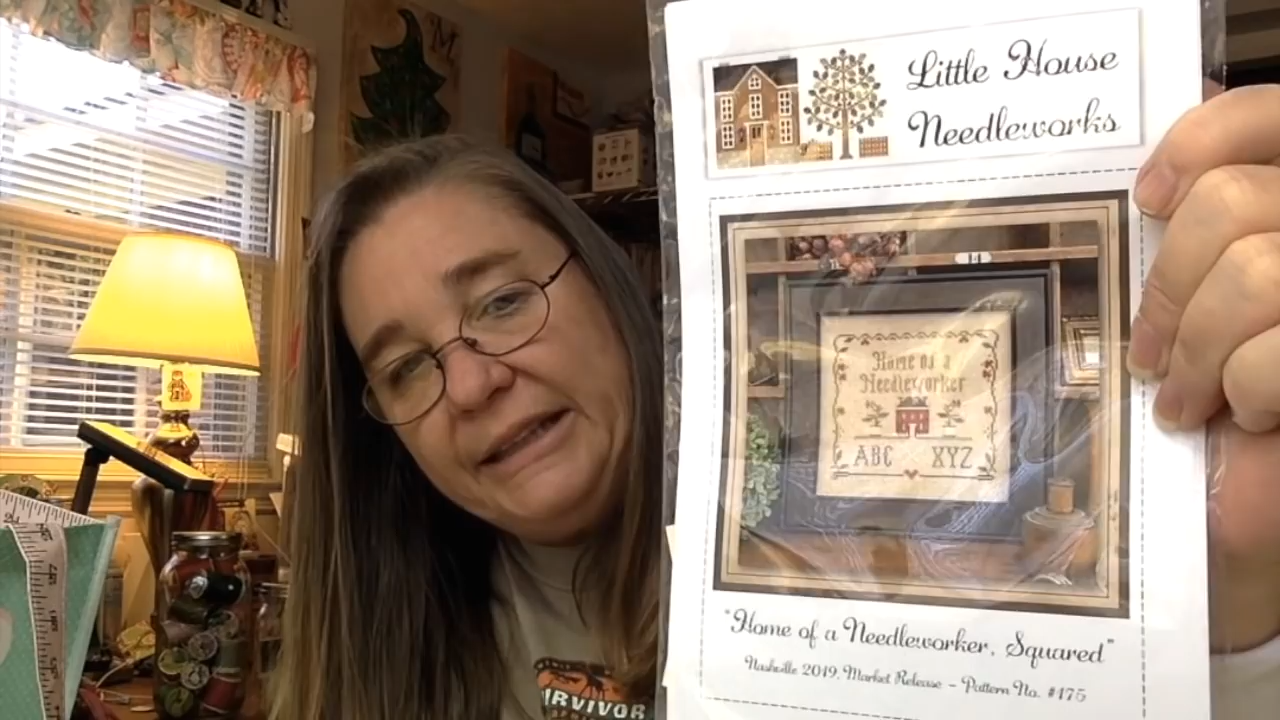 M
Little House
Needleworks
Home of a
Needleworker
ABC XYZ
"Home of a Needleworker, Squared"
Nashville 2019, Market Release - Pattern No. #175
RVIVOR